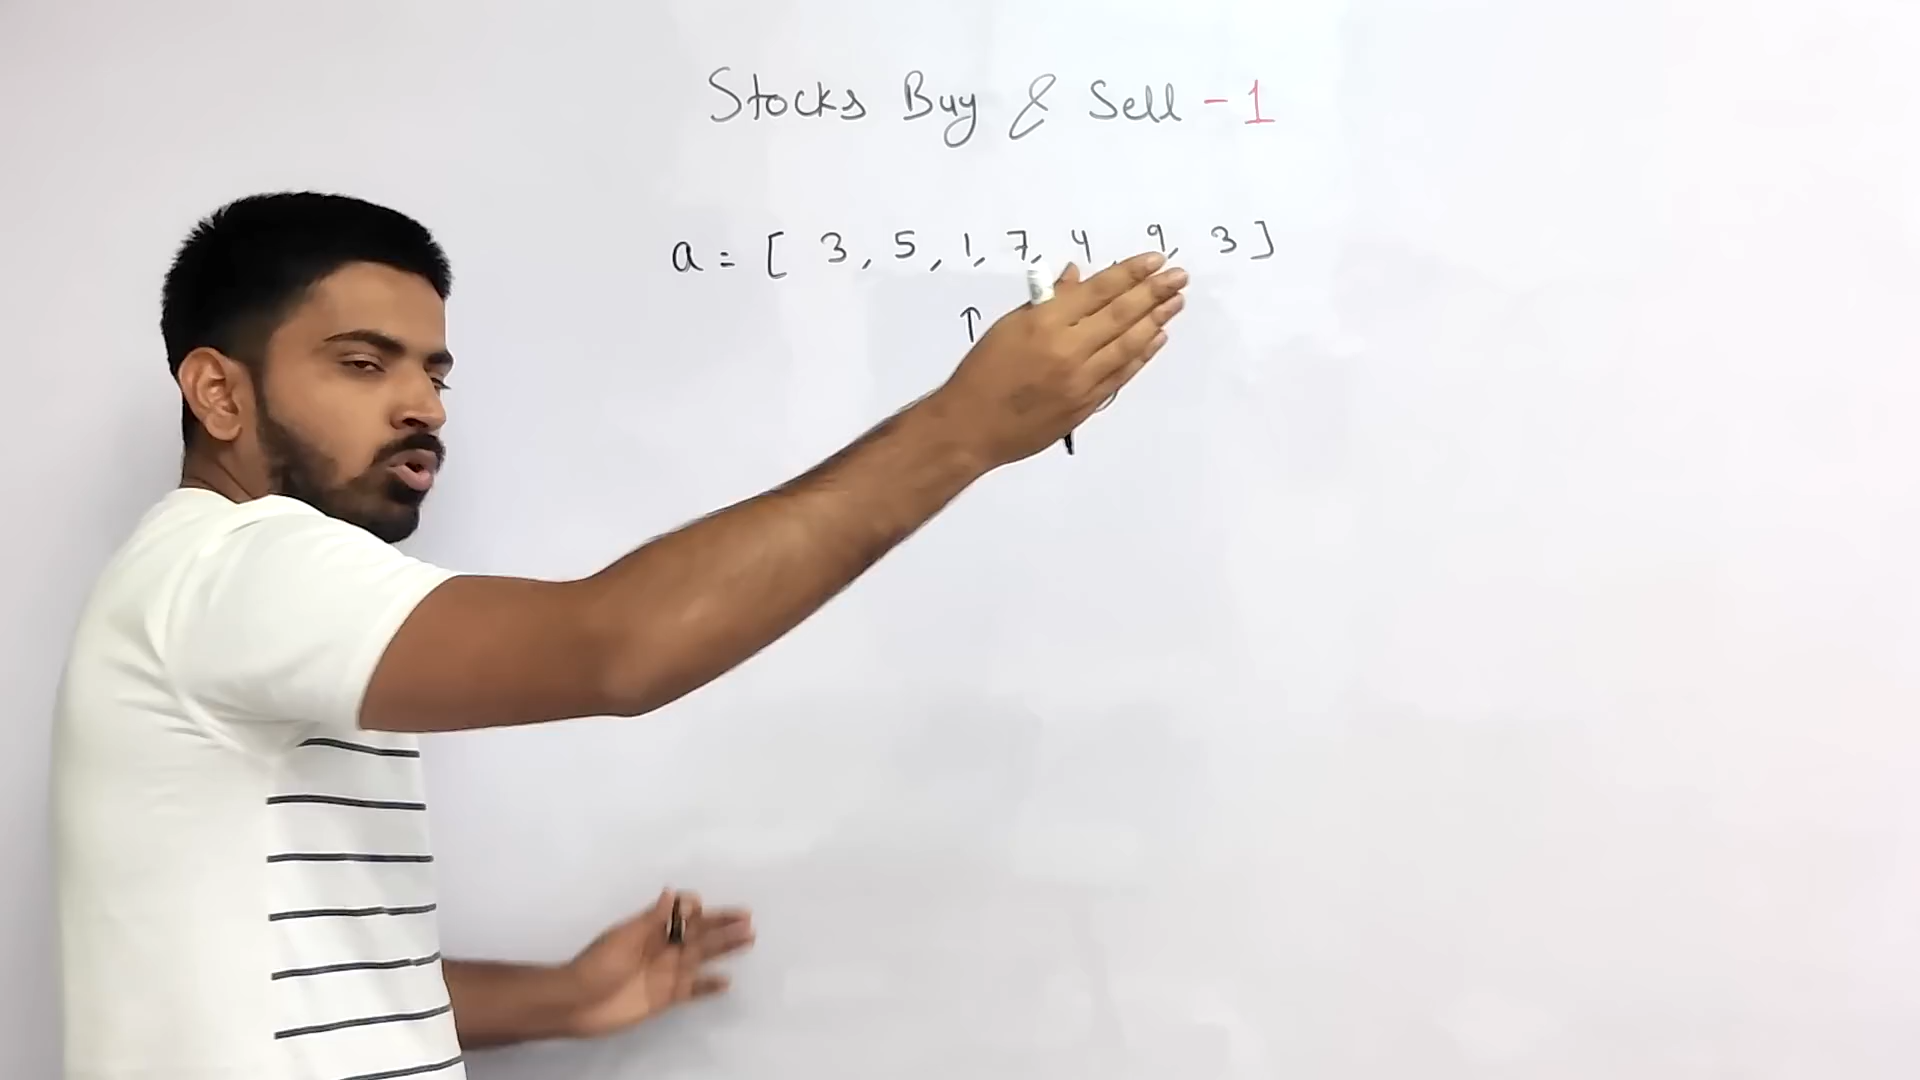 Stocks Buy & Sell - 1
a = [ 3, 5, 1, 7, 4, 9, 3 ]
↑